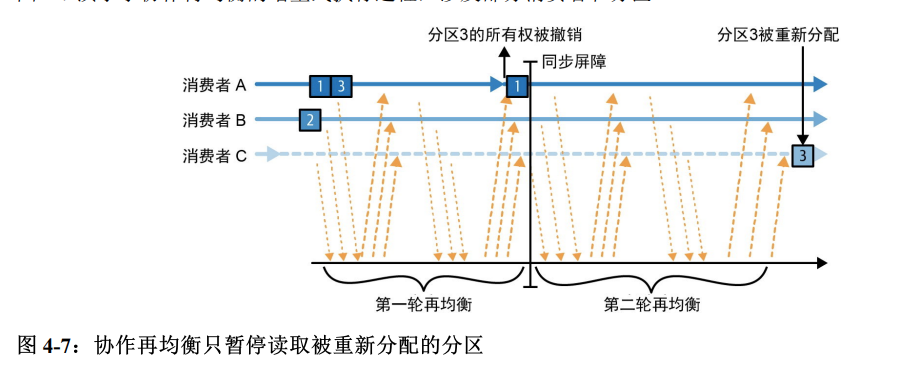 分区3的所有权被撤销
分区3被重新分配
同步屏障
消费者 A
1 3
1
消费者 B
2
消费者 C
3
第一轮再均衡
第二轮再均衡
图 4-7：协作再均衡只暂停读取被重新分配的分区